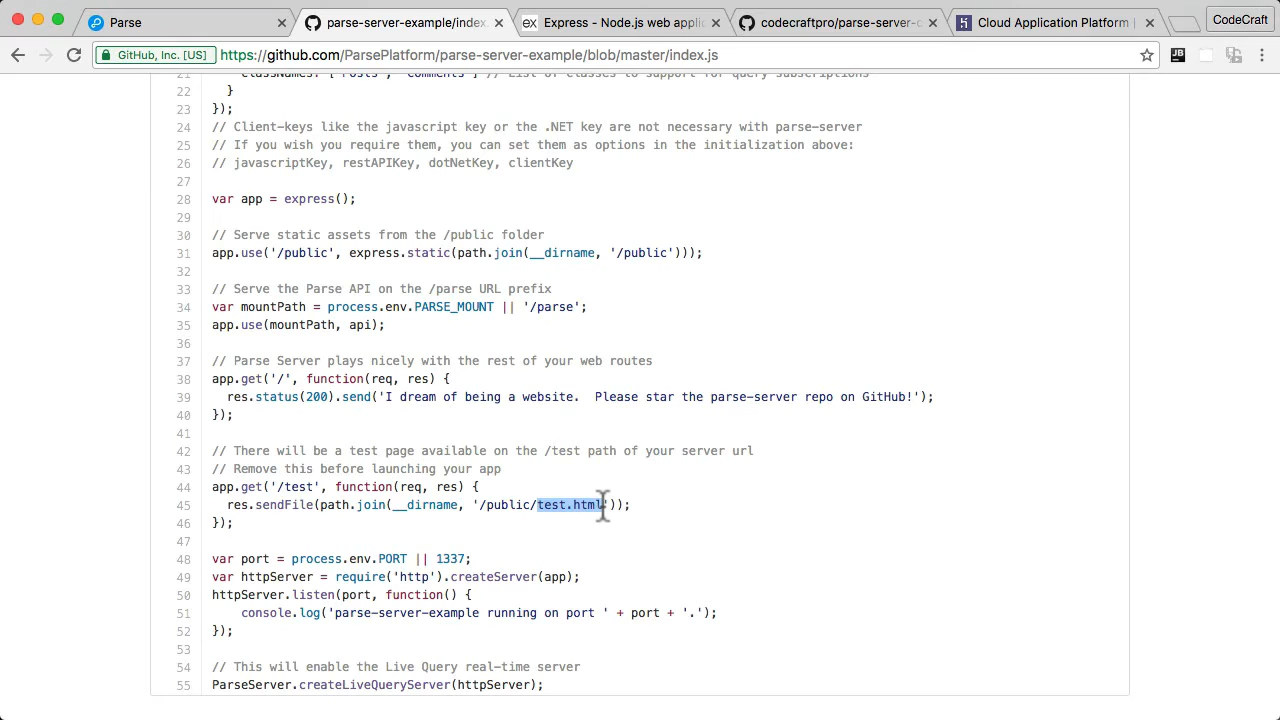 Parse
parse-server-example/index.
Express - Node.js web appli
codecraftpro/parse-server-
Cloud Application Platform |
CodeCraft
GitHub, Inc. [US]
https://github.com/ParsePlatform/parse-server-example/blob/master/index.js
21 classNames: ["Posts", "Comments"] // List of classes to support for query subscriptions
22 }
23 });
24 // Client-keys like the javascript key or the .NET key are not necessary with parse-server
25 // If you wish you require them, you can set them as options in the initialization above:
26 // javascriptKey, restAPIKey, dotNetKey, clientKey
27
28 var app = express();
29
30 // Serve static assets from the /public folder
31 app.use('/public', express.static(path.join(__dirname, '/public')));
32
33 // Serve the Parse API on the /parse URL prefix
34 var mountPath = process.env.PARSE_MOUNT || '/parse';
35 app.use(mountPath, api);
36
37 // Parse Server plays nicely with the rest of your web routes
38 app.get('/', function(req, res) {
39 res.status(200).send('I dream of being a website.  Please star the parse-server repo on GitHub!');
40 });
41
42 // There will be a test page available on the /test path of your server url
43 // Remove this before launching your app
44 app.get('/test', function(req, res) {
45 res.sendFile(path.join(__dirname, '/public/test.html'));
46 });
47
48 var port = process.env.PORT || 1337;
49 var httpServer = require('http').createServer(app);
50 httpServer.listen(port, function() {
51 console.log('parse-server-example running on port ' + port + '.');
52 });
53
54 // This will enable the Live Query real-time server
55 ParseServer.createLiveQueryServer(httpServer);